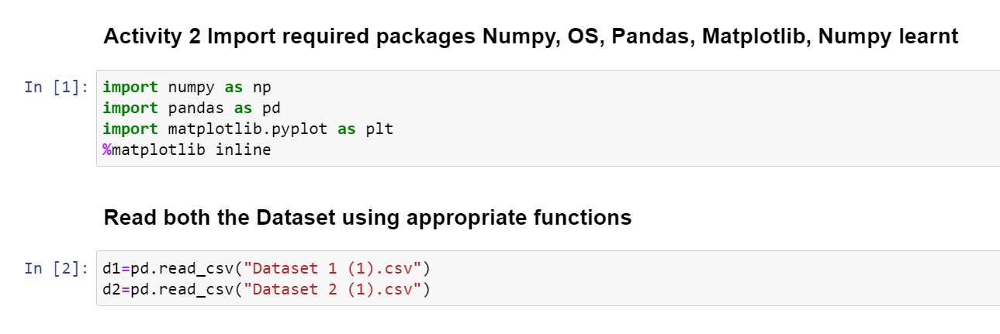 Activity 2 Import required packages Numpy, OS, Pandas, Matplotlib, Numpy learnt
In [1]: import numpy as np
import pandas as pd
import matplotlib.pyplot as plt
%matplotlib inline
Read both the Dataset using appropriate functions
In [2]: d1=pd.read_csv("Dataset 1 (1).csv")
d2=pd.read_csv("Dataset 2 (1).csv")